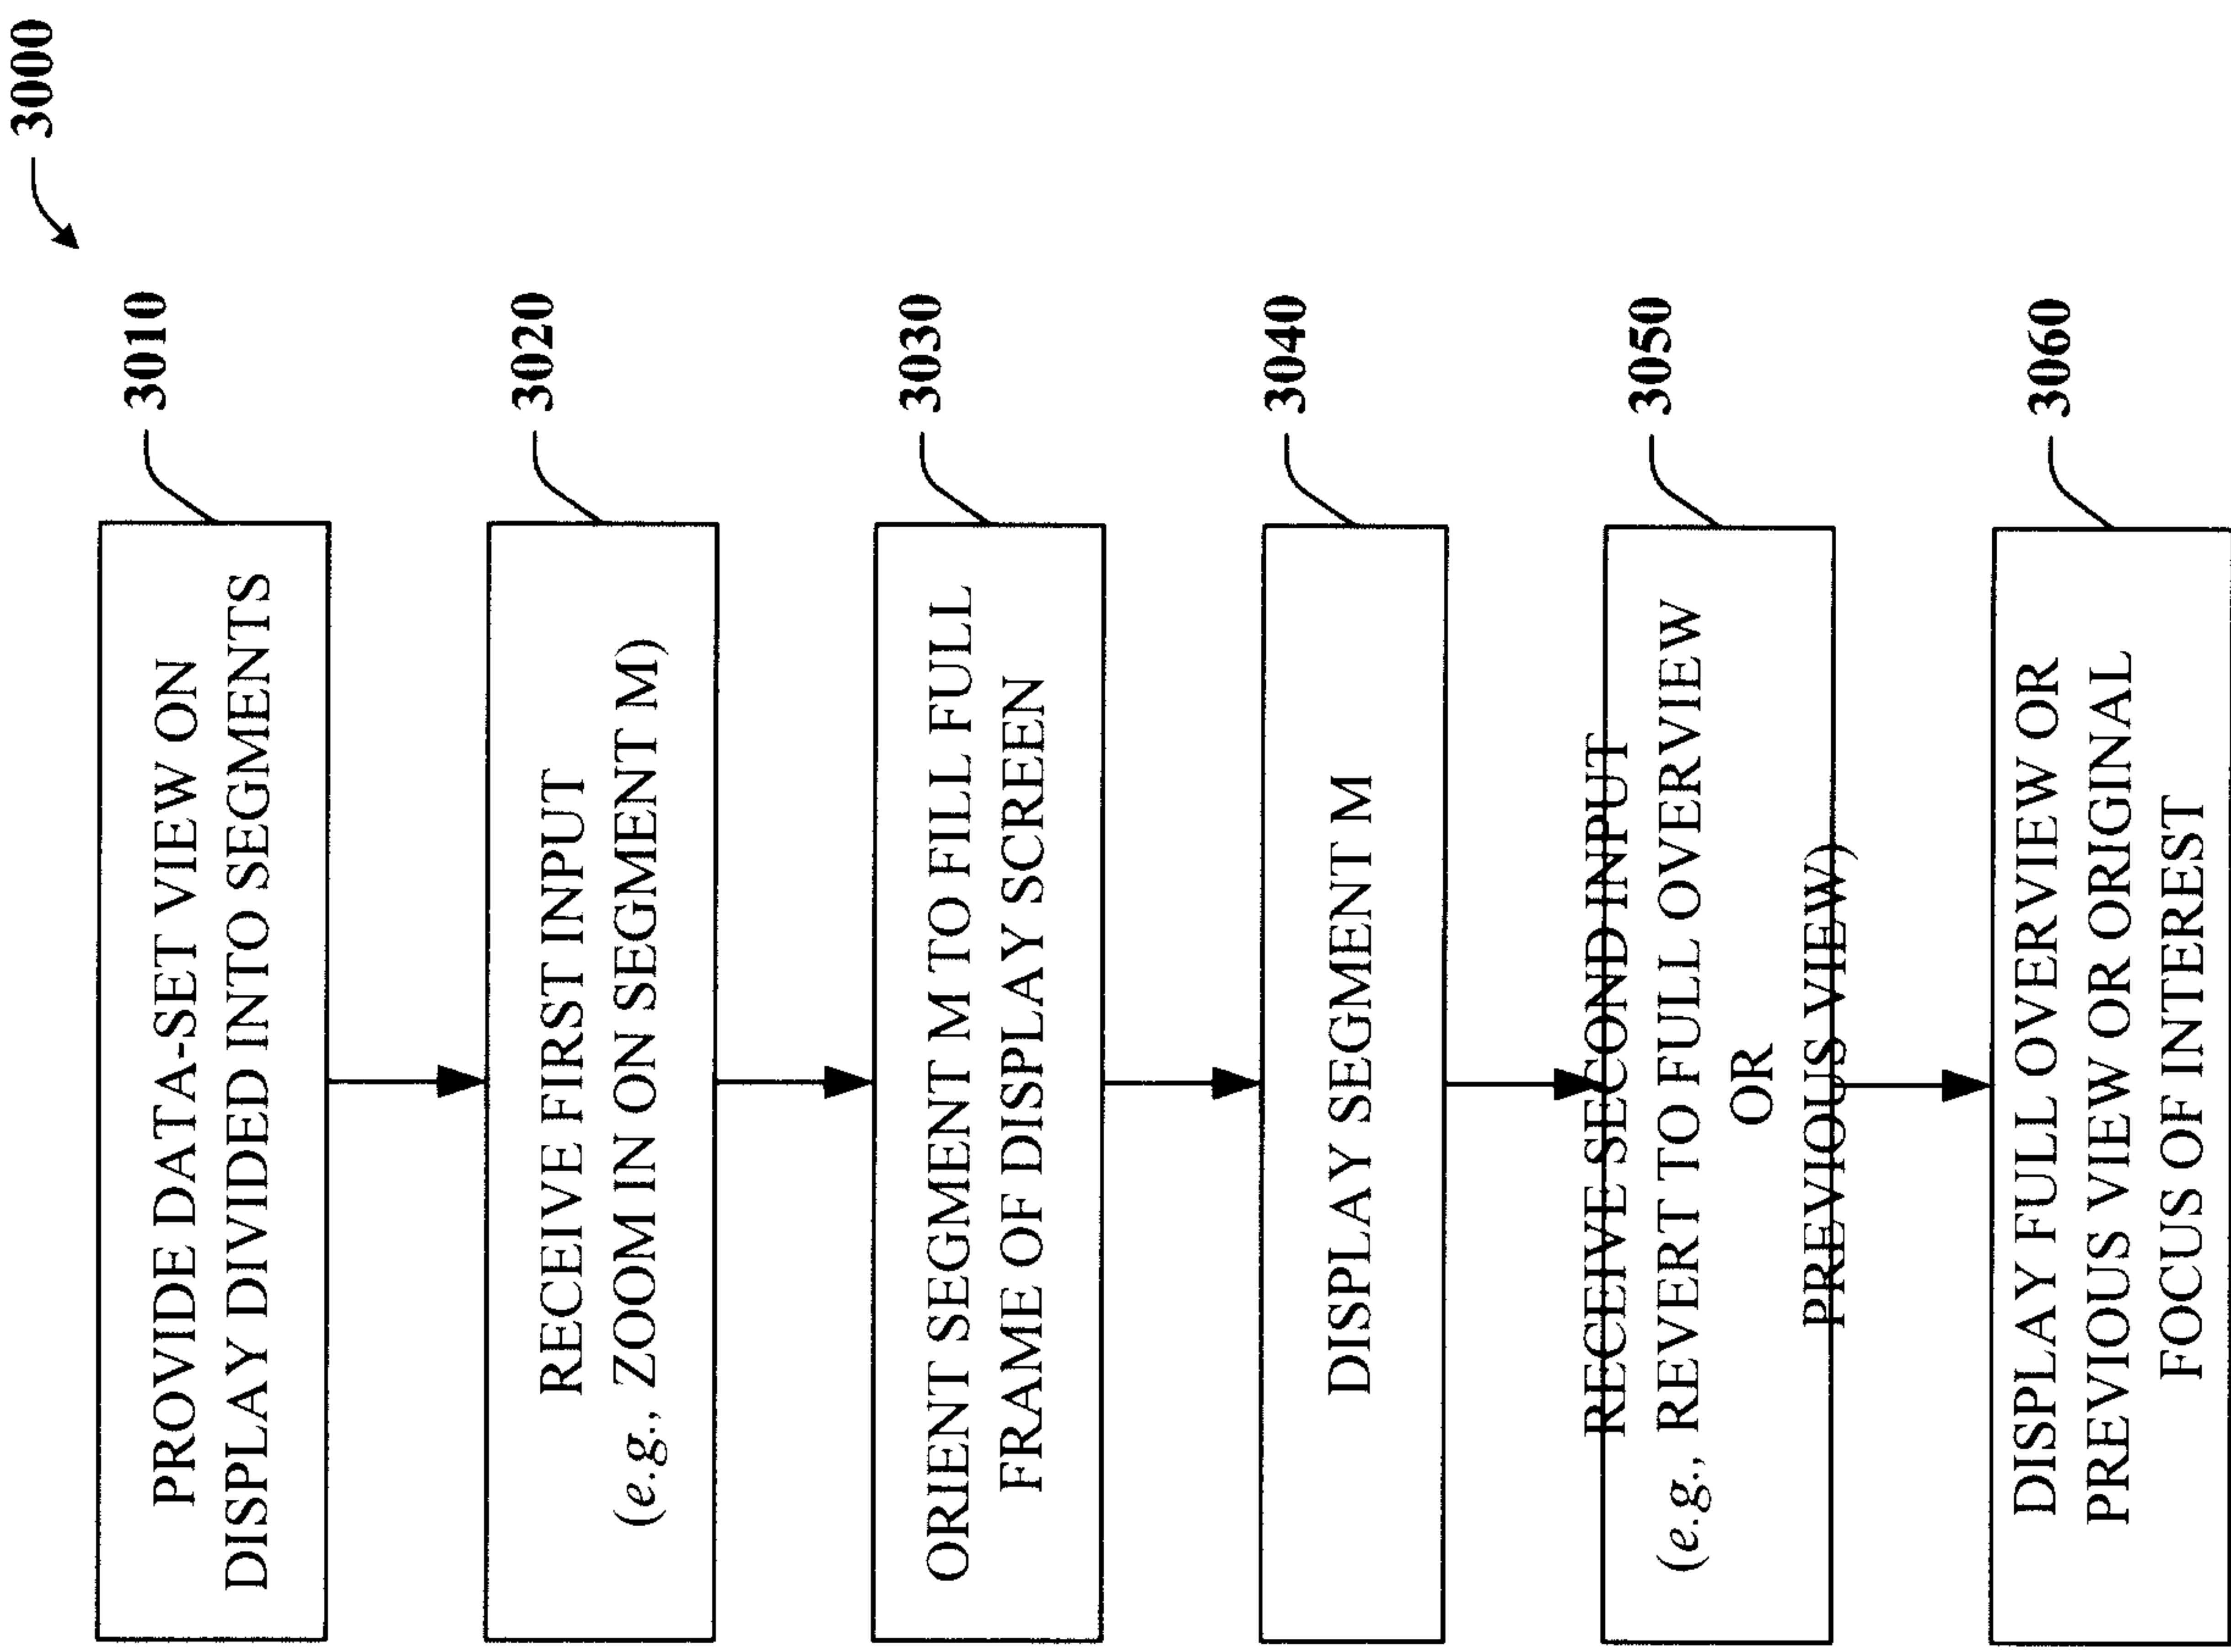 3000
3010
PROVIDE DATA-SET VIEW ON
DISPLAY DIVIDED INTO SEGMENTS
3020
RECEIVE FIRST INPUT
(e.g., ZOOM IN ON SEGMENT M)
3030
ORIENT SEGMENT M TO FILL FULL
FRAME OF DISPLAY SCREEN
3040
DISPLAY SEGMENT M
3050
RECEIVE SECOND INPUT
(e.g., REVERT TO FULL OVERVIEW
OR
PREVIOUS VIEW)
3060
DISPLAY FULL OVERVIEW OR
PREVIOUS VIEW OR ORIGINAL
FOCUS OF INTEREST